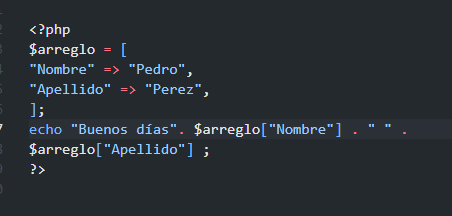 <?php
$arreglo = [
"Nombre" => "Pedro",
"Apellido" => "Perez",
];
echo "Buenos días". $arreglo["Nombre"] . " " .
$arreglo["Apellido"] ;
?>